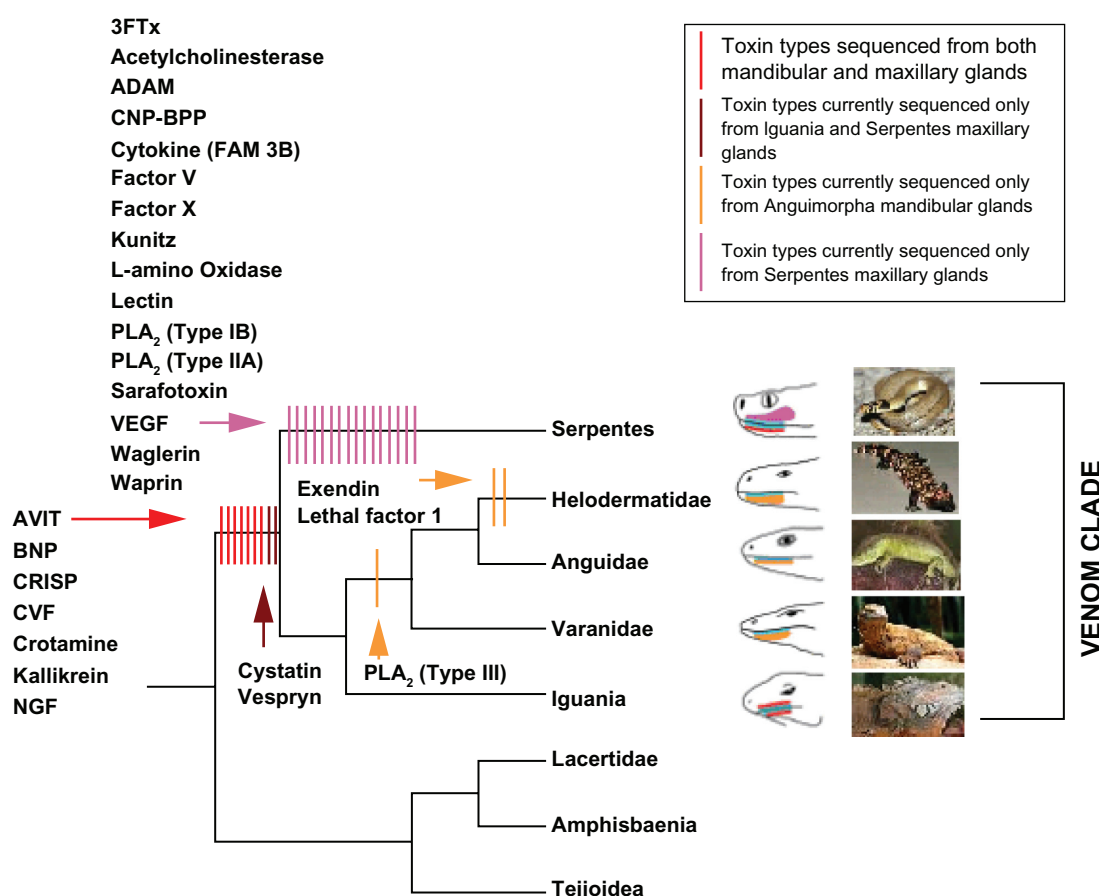 3FTx
Acetylcholinesterase
ADAM
CNP-BPP
Cytokine (FAM 3B)
Factor V
Factor X
Kunitz
L-amino Oxidase
Lectin
PLA₂ (Type IB)
PLA₂ (Type IIA)
Sarafotoxin
VEGF
Waglerin
Waprin
AVIT
BNP
CRISP
CVF
Crotamine
Kallikrein
NGF
Cystatin
Vespryn
Exendin
Lethal factor 1
PLA₂ (Type III)
Toxin types sequenced from both
mandibular and maxillary glands
Toxin types currently sequenced only
from Iguania and Serpentes maxillary
glands
Toxin types currently sequenced only
from Anguimorpha mandibular glands
Toxin types currently sequenced only
from Serpentes maxillary glands
Serpentes
Helodermatidae
Anguidae
Varanidae
Iguania
Lacertidae
Amphisbaenia
Teiioidea
VENOM CLADE